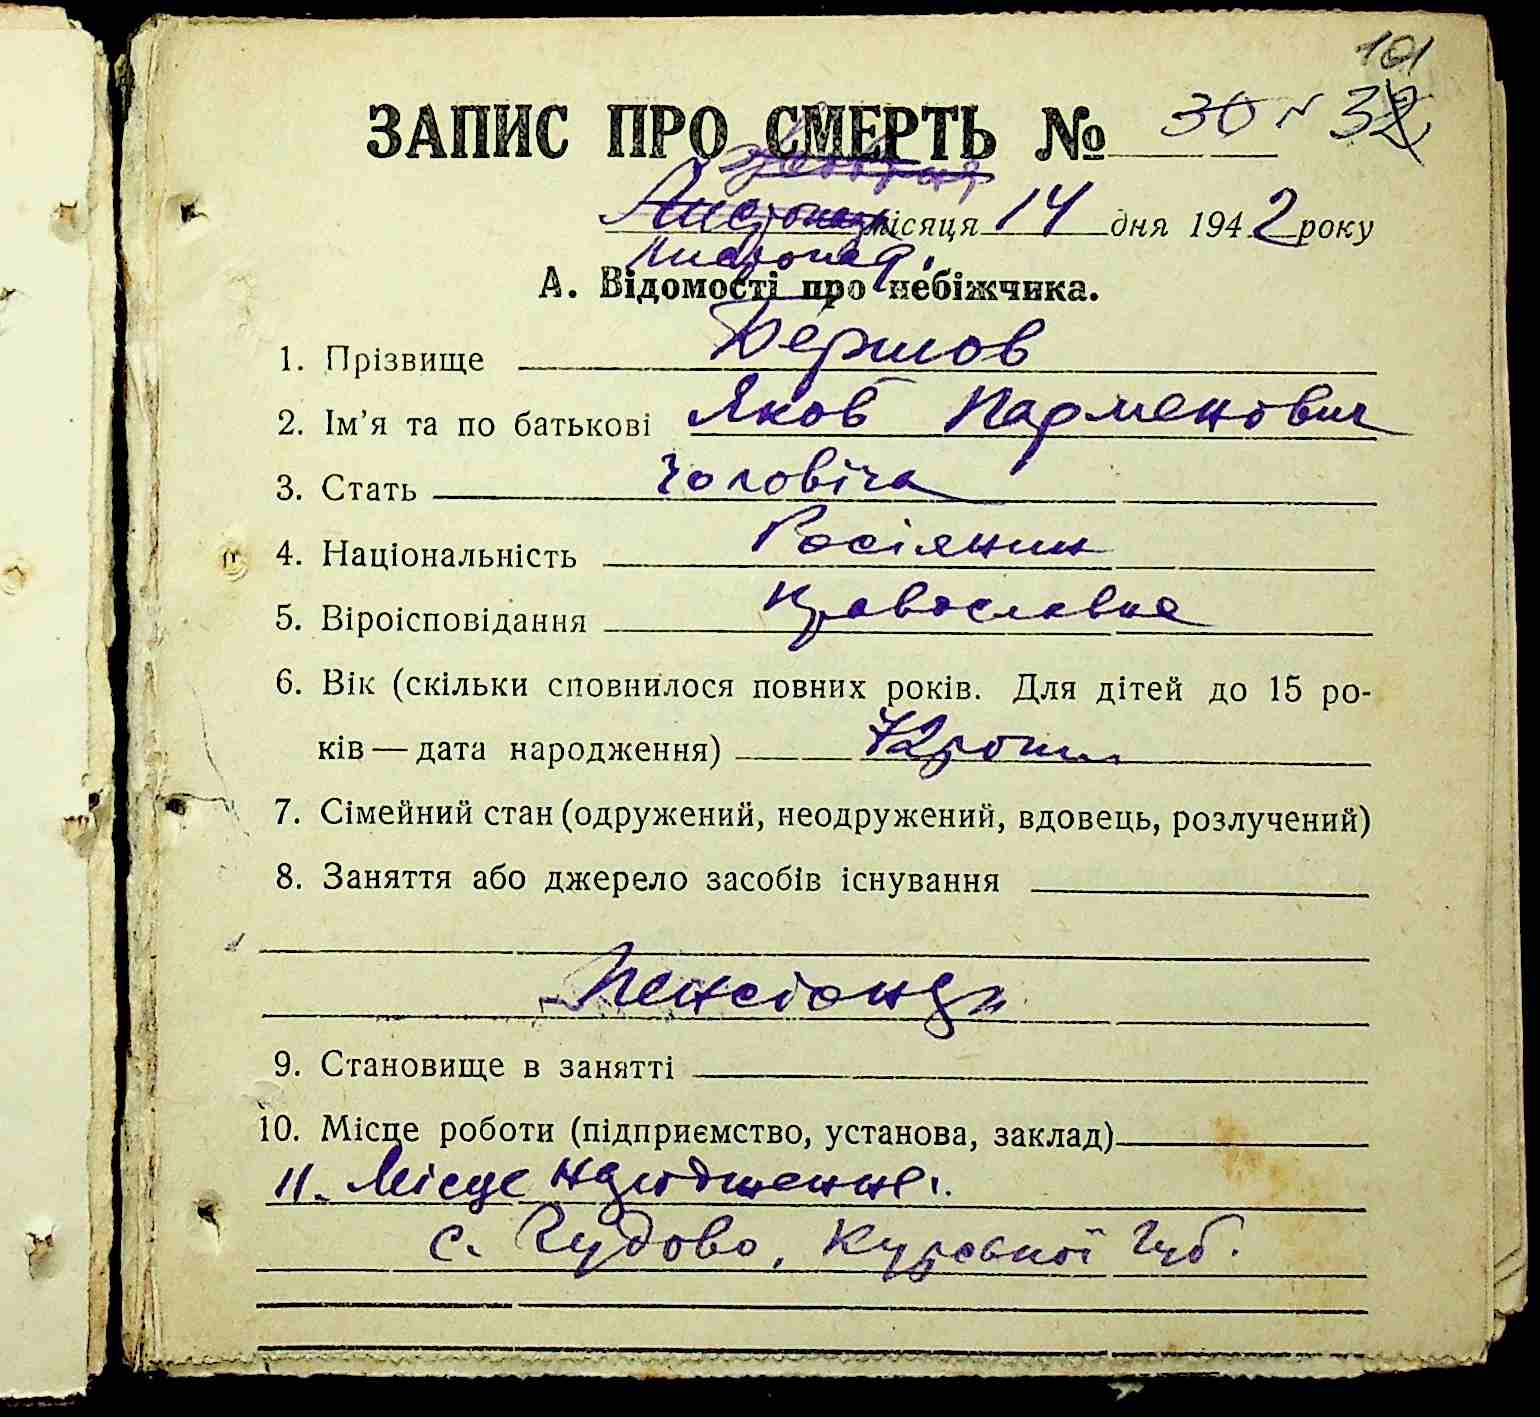 101
ЗАПИС ПРО СМЕРТЬ № 30 32
місяця 14 дня 1942 року
Листопад
А. Відомості про небіжчика.
1. Прізвище
2. Ім'я та по батькові Яков Парменович
3. Стать Чоловіча
4. Національність Росіянин
5. Віроісповідання православне
6. Вік (скільки сповнилося повних років. Для дітей до 15 ро-
ків — дата народження) 72 роки
7. Сімейний стан (одружений, неодружений, вдовець, розлучений)
8. Заняття або джерело засобів існування
Пенсіонер
9. Становище в занятті
10. Місце роботи (підприємство, установа, заклад)
11. Місце народження:
с. Чудово, Курської губ.